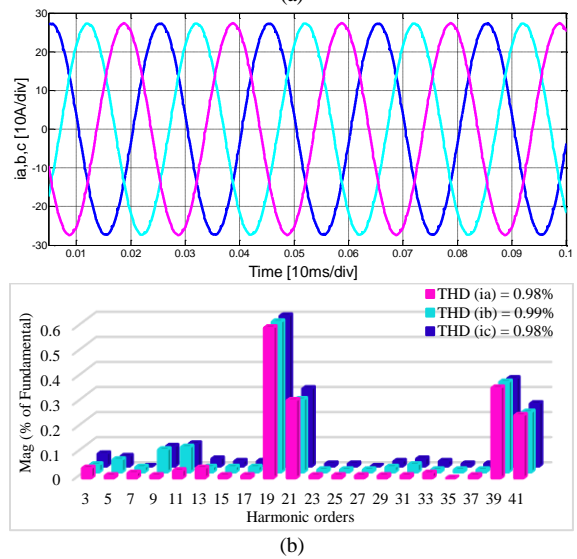 (a)
30
20
10
0
-10
-20
-30
ia,b,c [10A/div]
0.01 0.02 0.03 0.04 0.05 0.06 0.07 0.08 0.09 0.1
Time [10ms/div]
THD (ia) = 0.98%
THD (ib) = 0.99%
THD (ic) = 0.98%
Mag (% of Fundamental)
0.6
0.5
0.4
0.3
0.2
0.1
0
3 5 7 9 11 13 15 17 19 21 23 25 27 29 31 33 35 37 39 41
Harmonic orders
(b)